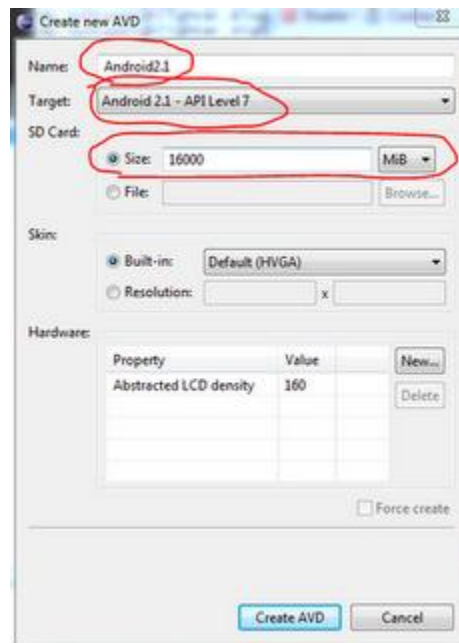 Create new AVD
Name: Android2.1
Target: Android 2.1 - API Level 7
SD Card:
Size: 16000 MiB
File: Browse...
Skin:
Built-in: Default (HVGA)
Resolution: x
Hardware:
Property Value New...
Abstracted LCD density 160 Delete
Force create
Create AVD Cancel